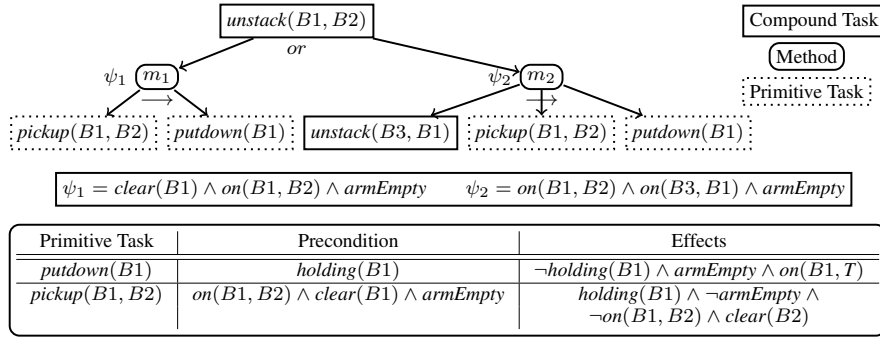 unstack(B1, B2)
or
Compound Task
Method
Primitive Task
ψ1 m1
ψ2 m2
pickup(B1, B2) putdown(B1) unstack(B3, B1) pickup(B1, B2) putdown(B1)
ψ1 = clear(B1) ∧ on(B1, B2) ∧ armEmpty ψ2 = on(B1, B2) ∧ on(B3, B1) ∧ armEmpty
Primitive Task Precondition Effects
putdown(B1) holding(B1) ¬holding(B1) ∧ armEmpty ∧ on(B1, T)
pickup(B1, B2) on(B1, B2) ∧ clear(B1) ∧ armEmpty holding(B1) ∧ ¬armEmpty ∧
¬on(B1, B2) ∧ clear(B2)